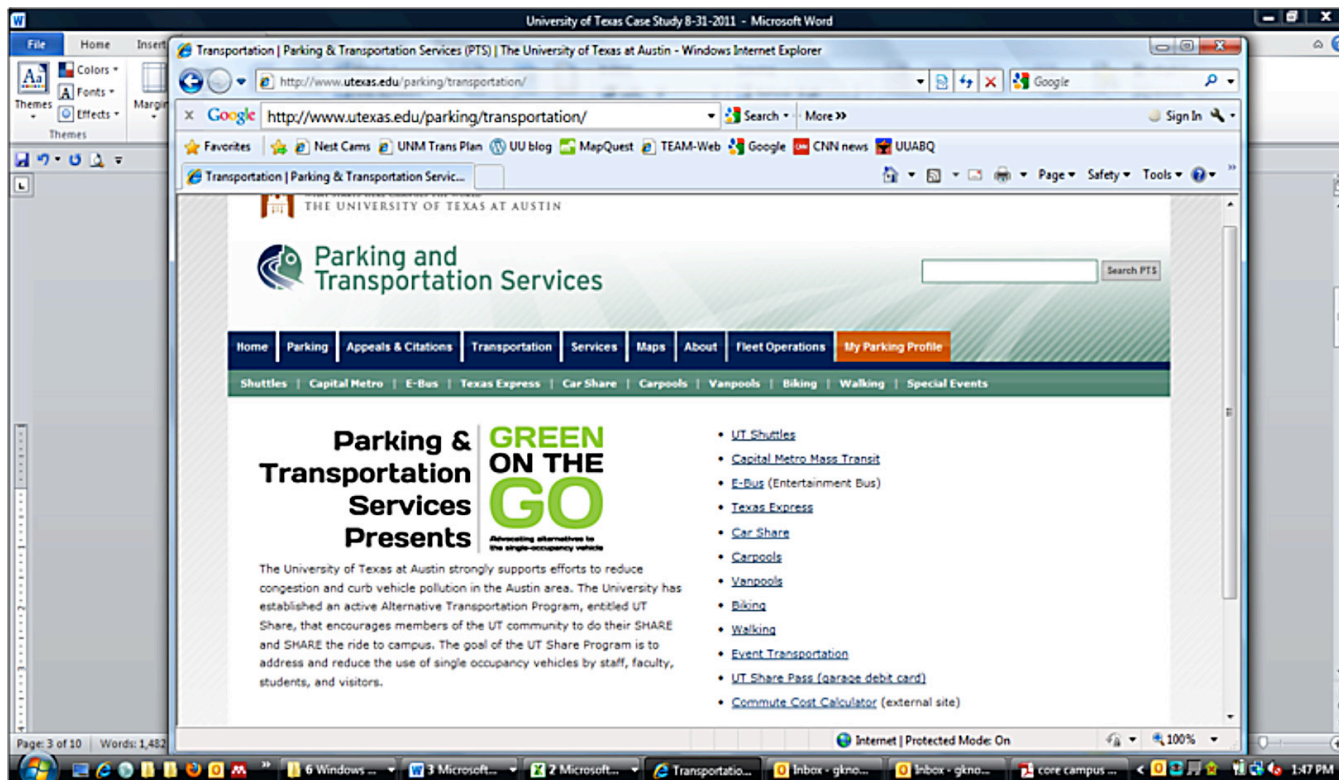 University of Texas Case Study 8-31-2011 - Microsoft Word
File Home Insert
Colors
Fonts
Effects
Themes
Margin
Themes
Transportation | Parking & Transportation Services (PTS) | The University of Texas at Austin - Windows Internet Explorer
http://www.utexas.edu/parking/transportation/
Google
Google http://www.utexas.edu/parking/transportation/ Search More >> Sign In
Favorites Nest Cams UNM Trans Plan UU blog MapQuest TEAM-Web Google CNN news UUABQ
Transportation | Parking & Transportation Servic... Page Safety Tools
THE UNIVERSITY OF TEXAS AT AUSTIN
Parking and
Transportation Services
Search PTS
Home Parking Appeals & Citations Transportation Services Maps About Fleet Operations My Parking Profile
Shuttles | Capital Metro | E-Bus | Texas Express | Car Share | Carpools | Vanpools | Biking | Walking | Special Events
Parking &
Transportation
Services
Presents
GREEN
ON THE
GO
Advocating alternatives to
the single-occupancy vehicle
The University of Texas at Austin strongly supports efforts to reduce
congestion and curb vehicle pollution in the Austin area. The University has
established an active Alternative Transportation Program, entitled UT
Share, that encourages members of the UT community to do their SHARE
and SHARE the ride to campus. The goal of the UT Share Program is to
address and reduce the use of single occupancy vehicles by staff, faculty,
students, and visitors.
• UT Shuttles
• Capital Metro Mass Transit
• E-Bus (Entertainment Bus)
• Texas Express
• Car Share
• Carpools
• Vanpools
• Biking
• Walking
• Event Transportation
• UT Share Pass (garage debit card)
• Commute Cost Calculator (external site)
Internet | Protected Mode: On 100%
Page: 3 of 10 Words: 1,482
6 Windows ... 3 Microsoft... 2 Microsoft... Transportatio... Inbox - gkno... Inbox - gkno... core campus ... 1:47 PM